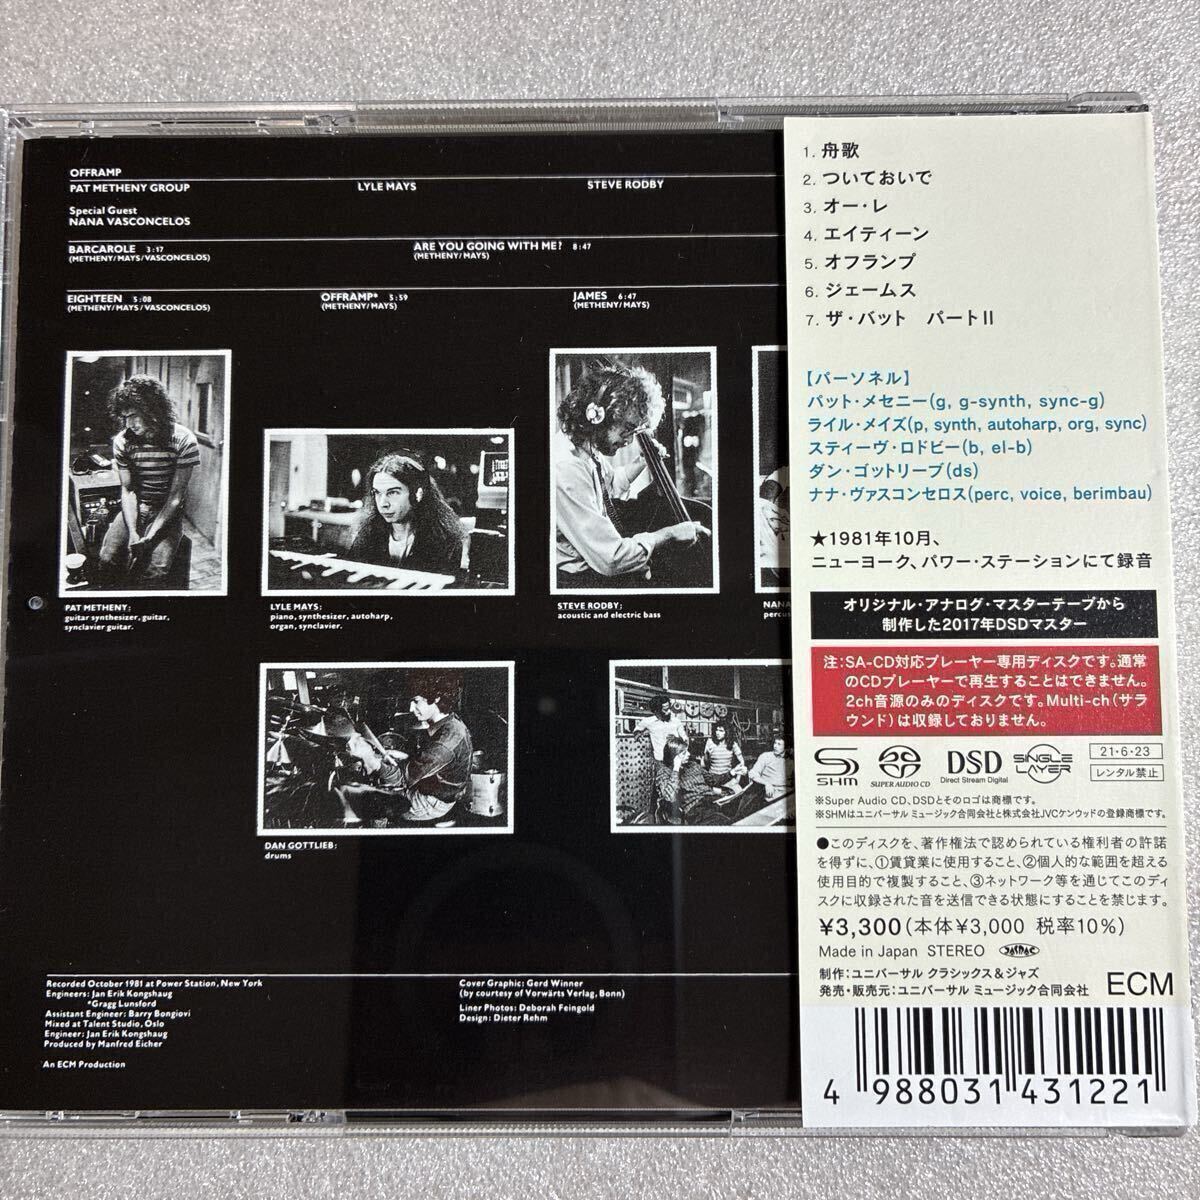 OFFRAMP
PAT METHENY GROUP LYLE MAYS STEVE RODBY
Special Guest
NANA VASCONCELOS
BARCAROLE 3:17 ARE YOU GOING WITH ME? 8:47
(METHENY/MAYS/VASCONCELOS) (METHENY/MAYS)
EIGHTEEN 5:08 OFFRAMP* 5:59 JAMES 6:47
(METHENY/MAYS/VASCONCELOS) (METHENY/MAYS) (METHENY/MAYS)
PAT METHENY:
guitar synthesizer, guitar,
synclavier guitar.
LYLE MAYS:
piano, synthesizer, autoharp,
organ, synclavier.
STEVE RODBY:
acoustic and electric bass
NANA
percus
DAN GOTTLIEB:
drums
Recorded October 1981 at Power Station, New York
Engineers: Jan Erik Kongshaug
*Gragg Lunsford
Assistant Engineer: Barry Bongiovi
Mixed at Talent Studio, Oslo
Engineer: Jan Erik Kongshaug
Produced by Manfred Eicher
An ECM Production
Cover Graphic: Gerd Winner
(by courtesy of Vorwärts Verlag, Bonn)
Liner Photos: Deborah Feingold
Design: Dieter Rehm
1. 舟歌
2. ついておいで
3. オー・レ
4. エイティーン
5. オフランプ
6. ジェームス
7. ザ・バット パートII
【パーソネル】
パット・メセニー(g, g-synth, sync-g)
ライル・メイズ(p, synth, autoharp, org, sync)
スティーヴ・ロドビー(b, el-b)
ダン・ゴットリーブ(ds)
ナナ・ヴァスコンセロス(perc, voice, berimbau)
★1981年10月、
ニューヨーク、パワー・ステーションにて録音
オリジナル・アナログ・マスターテープから
制作した2017年DSDマスター
注:SA-CD対応プレーヤー専用ディスクです。通常
のCDプレーヤーで再生することはできません。
2ch音源のみのディスクです。Multi-ch(サラ
ウンド)は収録しておりません。
SHM SUPER AUDIO CD DSD Direct Stream Digital SINGLE LAYER
21・6・23
レンタル禁止
※Super Audio CD、DSDとそのロゴは商標です。
※SHMはユニバーサル ミュージック合同会社と株式会社JVCケンウッドの登録商標です。
●このディスクを、著作権法で認められている権利者の許諾
を得ずに、①賃貸業に使用すること、②個人的な範囲を超える
使用目的で複製すること、③ネットワーク等を通じてこのディ
スクに収録された音を送信できる状態にすることを禁じます。
¥3,300(本体¥3,000 税率10%)
Made in Japan STEREO
制作:ユニバーサル クラシックス&ジャズ
発売・販売元:ユニバーサル ミュージック合同会社
ECM
4 988031 431221